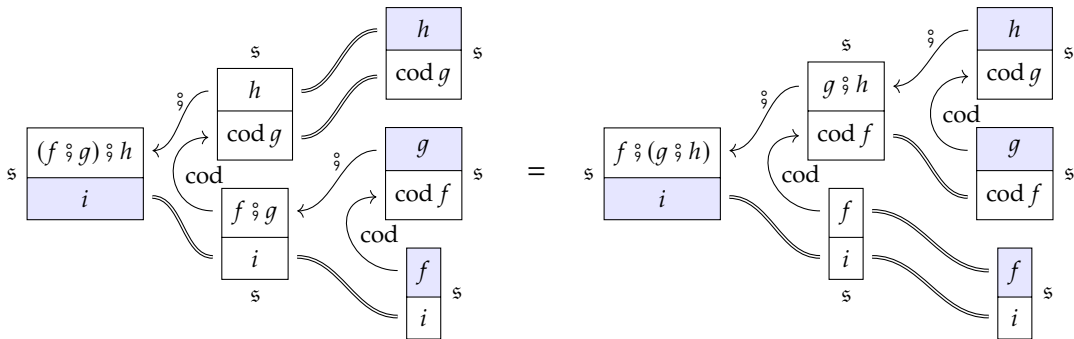 h
𝔰
cod g
𝔰
h
cod g
⨟
(f ⨟ g) ⨟ h
𝔰
i
cod
⨟
g
𝔰
cod f
f ⨟ g
i
𝔰
cod
f
𝔰
i
=
h
𝔰
cod g
𝔰
g ⨟ h
cod f
⨟
⨟
f ⨟ (g ⨟ h)
𝔰
i
cod
cod
g
𝔰
cod f
f
i
𝔰
f
𝔰
i